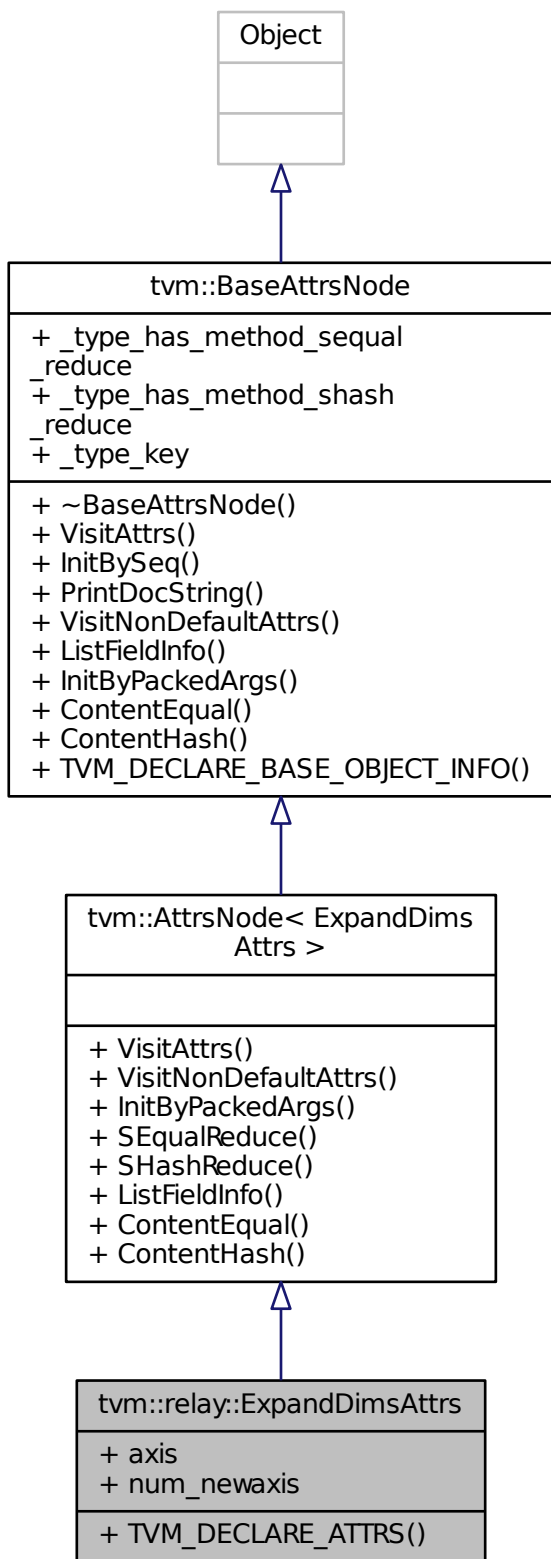 Object
tvm::BaseAttrsNode
+ _type_has_method_sequal
_reduce
+ _type_has_method_shash
_reduce
+ _type_key
+ ~BaseAttrsNode()
+ VisitAttrs()
+ InitBySeq()
+ PrintDocString()
+ VisitNonDefaultAttrs()
+ ListFieldInfo()
+ InitByPackedArgs()
+ ContentEqual()
+ ContentHash()
+ TVM_DECLARE_BASE_OBJECT_INFO()
tvm::AttrsNode< ExpandDims
Attrs >
+ VisitAttrs()
+ VisitNonDefaultAttrs()
+ InitByPackedArgs()
+ SEqualReduce()
+ SHashReduce()
+ ListFieldInfo()
+ ContentEqual()
+ ContentHash()
tvm::relay::ExpandDimsAttrs
+ axis
+ num_newaxis
+ TVM_DECLARE_ATTRS()